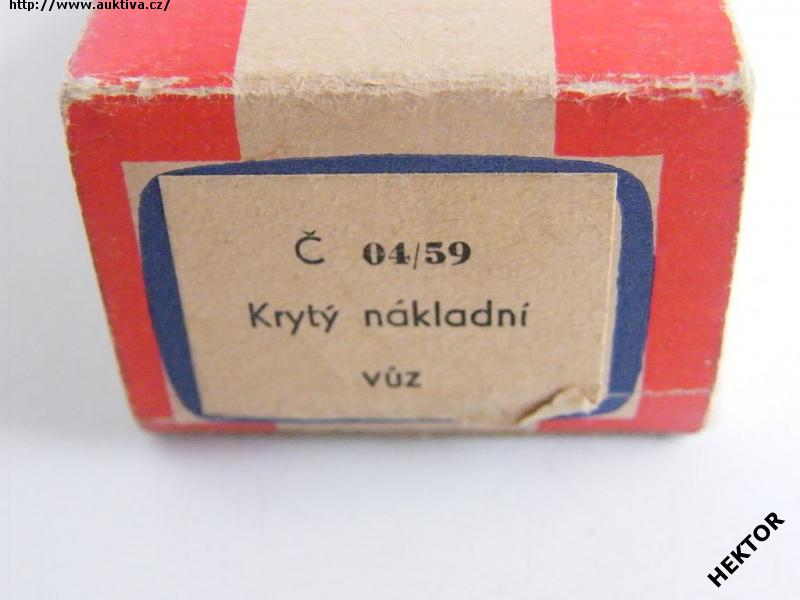 http://www.auktiva.cz/
Č 04/59
Krytý nákladní
vůz
HEKTOR